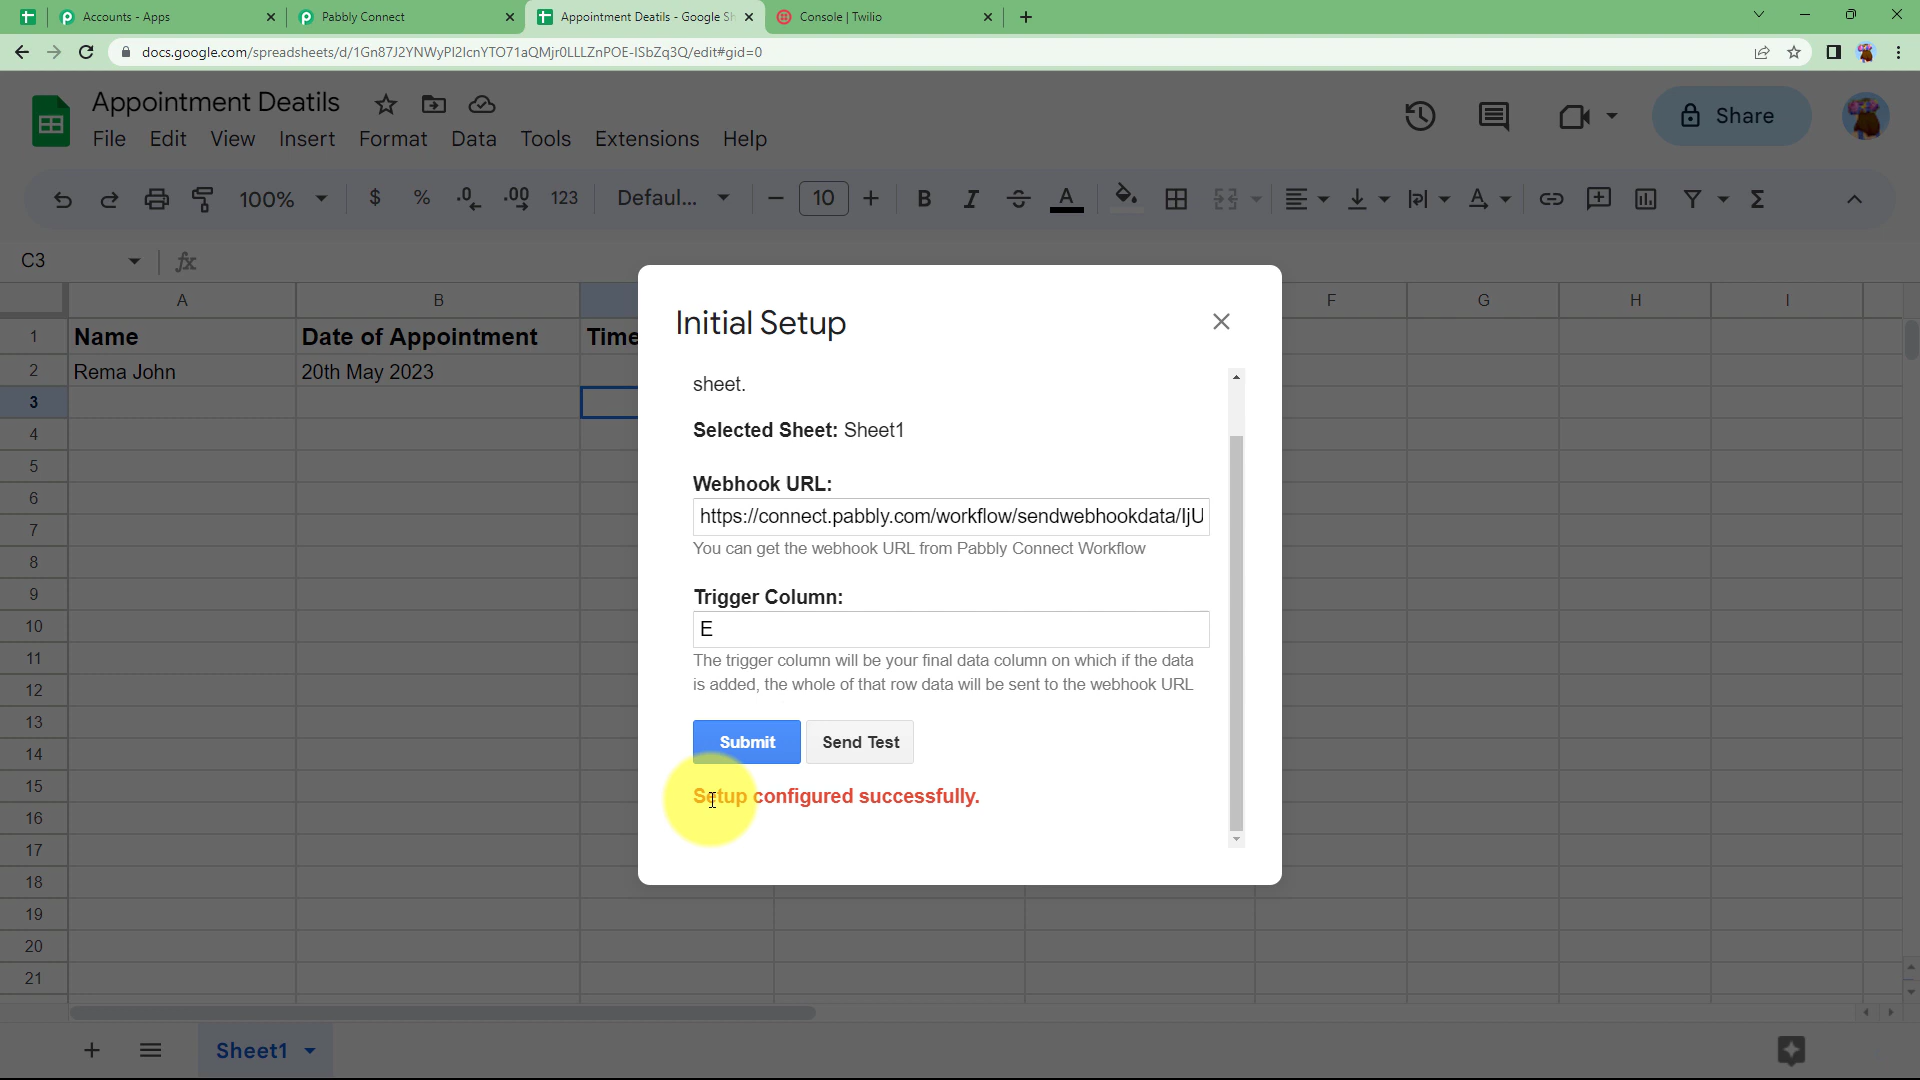 Accounts - Apps
Pabbly Connect
Appointment Deatils - Google Sh
Console | Twilio
docs.google.com/spreadsheets/d/1Gn87J2YNWyPl2lcnYTO71aQMjr0LLLZnPOE-ISbZq3Q/edit#gid=0
Appointment Deatils
File Edit View Insert Format Data Tools Extensions Help
Share
100% $ % .0 .00 123 Defaul... 10 B I A
C3
fx
A B F G H I
1 Name Date of Appointment Time
2 Rema John 20th May 2023
3
4
5
6
7
8
9
10
11
12
13
14
15
16
17
18
19
20
21
Initial Setup
sheet.
Selected Sheet: Sheet1
Webhook URL:
https://connect.pabbly.com/workflow/sendwebhookdata/IjU
You can get the webhook URL from Pabbly Connect Workflow
Trigger Column:
E
The trigger column will be your final data column on which if the data
is added, the whole of that row data will be sent to the webhook URL
Submit Send Test
Setup configured successfully.
Sheet1